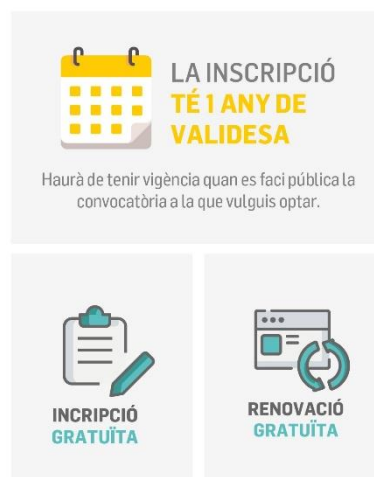 LA INSCRIPCIÓ
TÉ 1 ANY DE
VALIDESA
Haurà de tenir vigència quan es faci pública la
convocatòria a la que vulguis optar.
INCRIPCIÓ
GRATUÏTA
RENOVACIÓ
GRATUÏTA